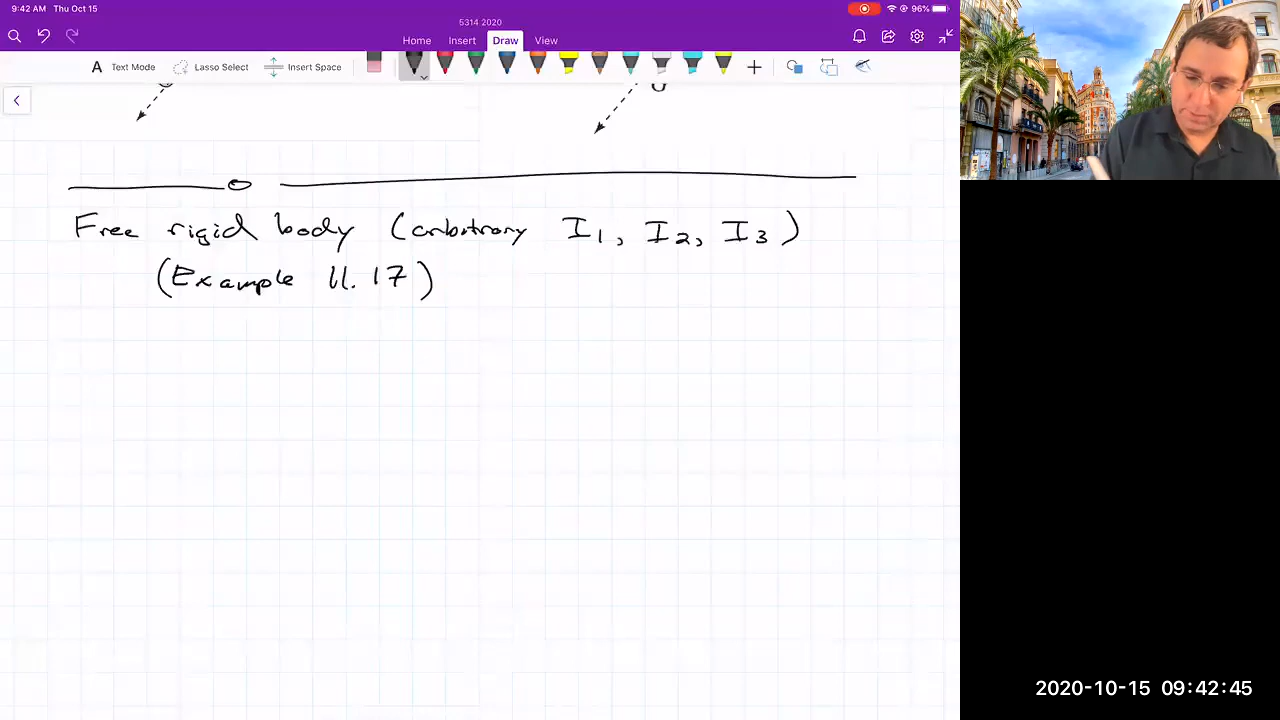 9:42 AM Thu Oct 15
96%
5314 2020
Home Insert Draw View
A Text Mode Lasso Select Insert Space
Free rigid body (arbitrary I1, I2, I3)
(Example 11.17)
2020-10-15 09:42:45